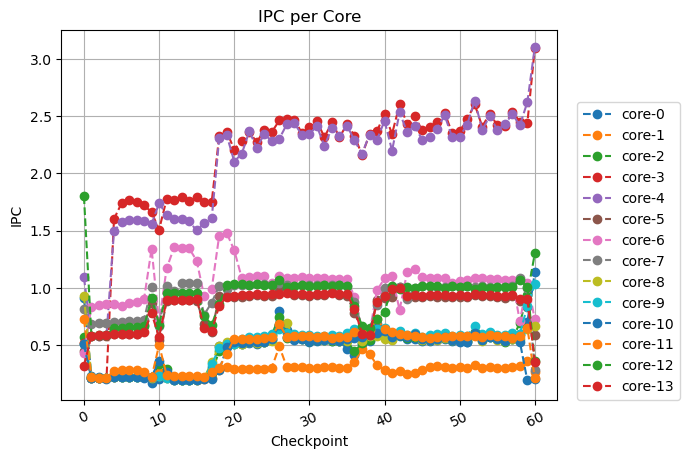 IPC per Core
IPC
3.0
2.5
2.0
1.5
1.0
0.5
0
10
20
30
40
50
60
Checkpoint
core-0
core-1
core-2
core-3
core-4
core-5
core-6
core-7
core-8
core-9
core-10
core-11
core-12
core-13